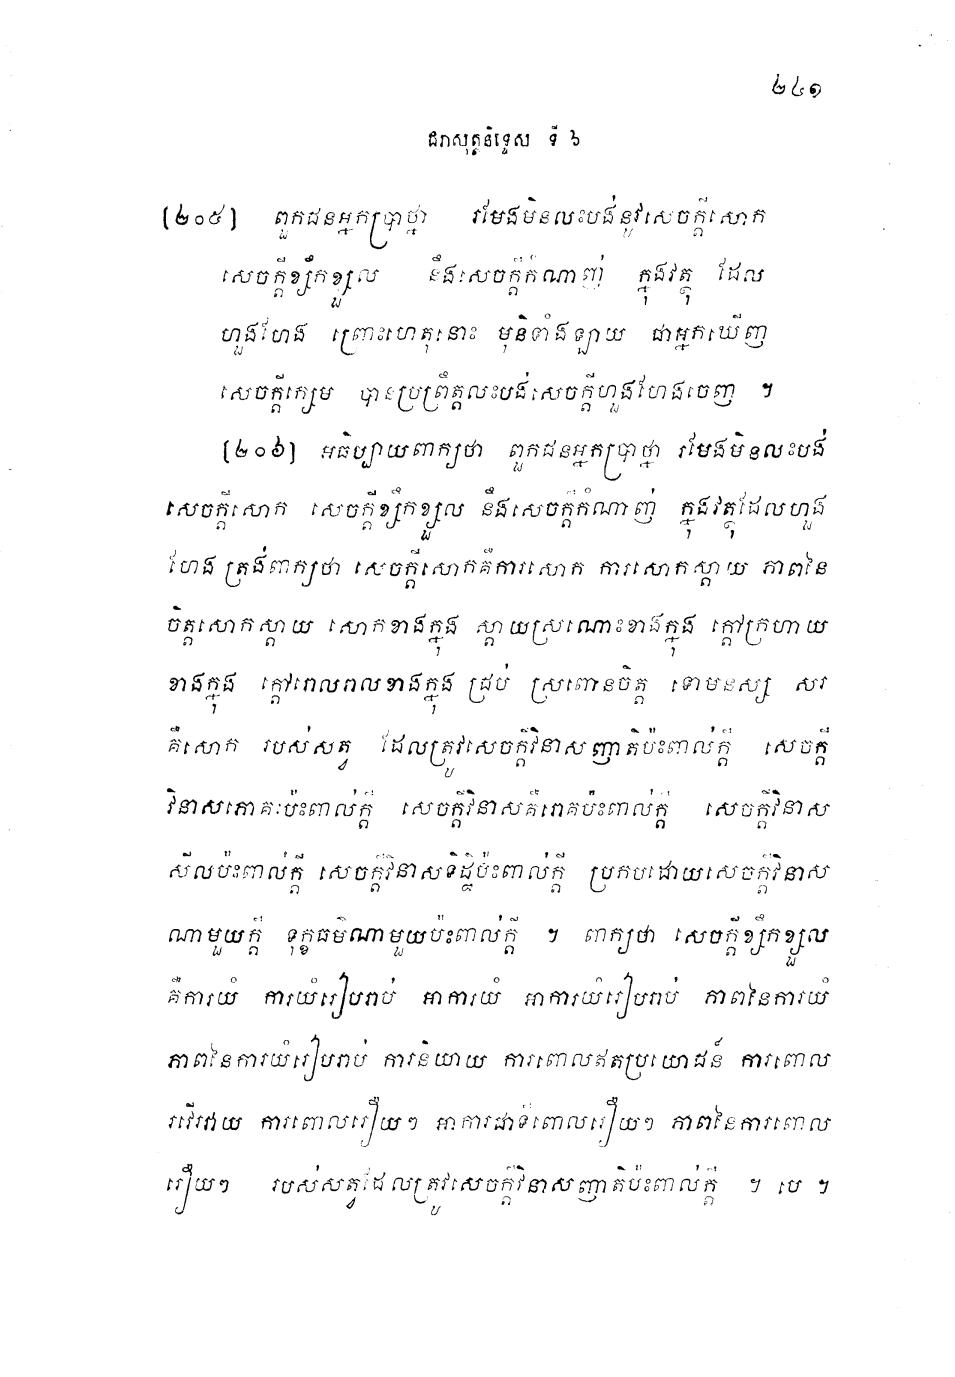 ២៤១
ជរាសុត្តនិទ្ទេស ទី ៦
(២០៥) ពួកជនអ្នកប្រាថ្នា រមែងមិនលះបង់នូវសេចក្តីសោក
សេចក្តីខ្សឹកខ្សួល និងសេចក្តីកំណាញ់ ក្នុងវត្ថុ ដែល
ហួងហែង ព្រោះហេតុនោះ មុនិទាំងឡាយ ជាអ្នកឃើញ
សេចក្តីក្សេម បានប្រព្រឹត្តលះបង់សេចក្តីហួងហែងចេញ ។
(២០៦) អធិប្បាយពាក្យថា ពួកជនអ្នកប្រាថ្នា រមែងមិនលះបង់
សេចក្តីសោក សេចក្តីខ្សឹកខ្សួល និងសេចក្តីកំណាញ់ ក្នុងវត្ថុដែលហួង
ហែង ត្រង់ពាក្យថា សេចក្តីសោកគឺការសោក ការសោកស្តាយ ភាពនៃ
ចិត្តសោកស្តាយ សោកខាងក្នុង ស្តាយស្រណោះខាងក្នុង ក្តៅក្រហាយ
ខាងក្នុង ក្តៅរោលរាលខាងក្នុង ជ្រប់ ស្រពោនចិត្ត ទោមនស្ស សរ
គឺសោក របស់សត្វ ដែលត្រូវសេចក្តីវិនាសញាតិប៉ះពាល់ក្តី សេចក្តី
វិនាសភោគៈប៉ះពាល់ក្តី សេចក្តីវិនាសគឺរោគប៉ះពាល់ក្តី សេចក្តីវិនាស
សីលប៉ះពាល់ក្តី សេចក្តីវិនាសទិដ្ឋិប៉ះពាល់ក្តី ប្រកបដោយសេចក្តីវិនាស
ណាមួយក្តី ទុក្ខធម៌ណាមួយប៉ះពាល់ក្តី ។ ពាក្យថា សេចក្តីខ្សឹកខ្សួល
គឺការយំ ការយំរៀបរាប់ អាការយំ អាការយំរៀបរាប់ ភាពនៃការយំ
ភាពនៃការយំរៀបរាប់ ការនិយាយ ការពោលឥតប្រយោជន៍ ការពោល
រវើរវាយ ការពោលរឿយៗ អាការជាទីពោលរឿយៗ ភាពនៃការពោល
រឿយៗ របស់សត្វដែលត្រូវសេចក្តីវិនាសញាតិប៉ះពាល់ក្តី ។ បេ ។